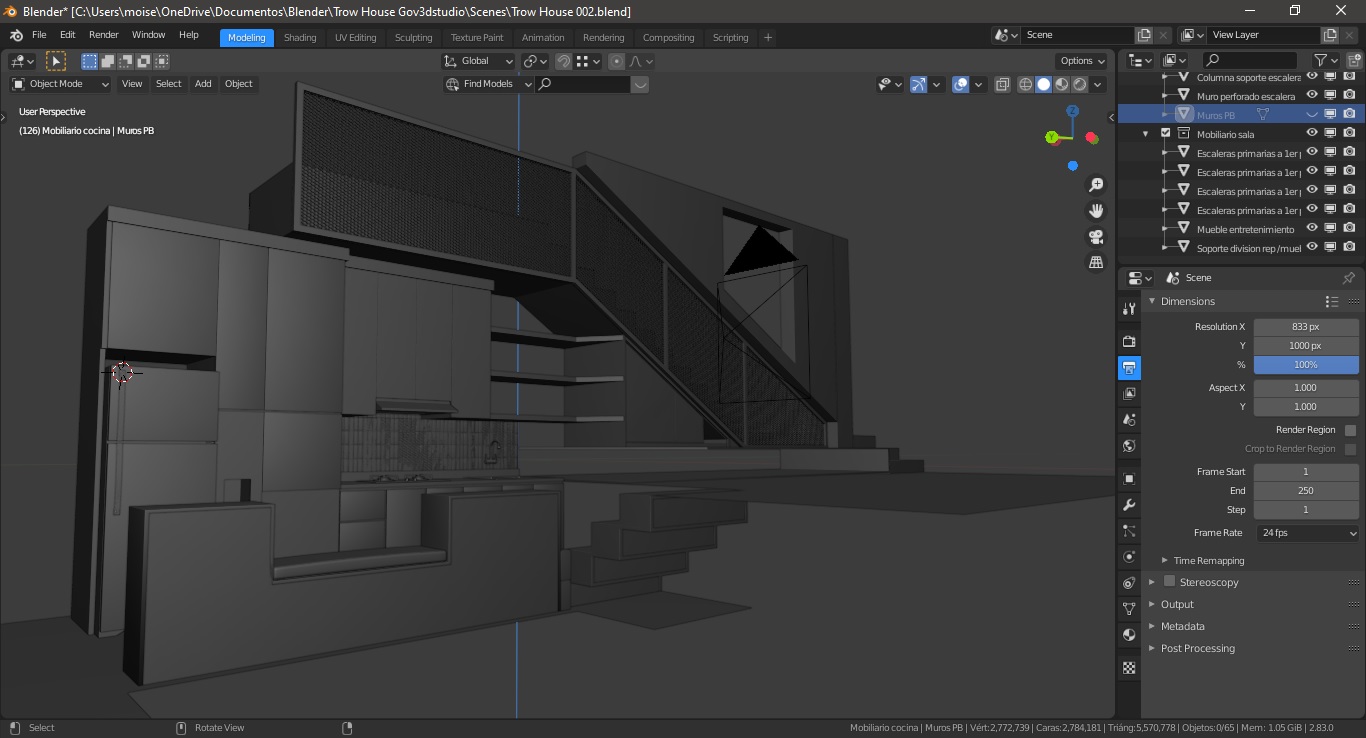 Blender* [C:\Users\moise\OneDrive\Documentos\Blender\Trow House Gov3dstudio\Scenes\Trow House 002.blend]
File Edit Render Window Help Modeling Shading UV Editing Sculpting Texture Paint Animation Rendering Compositing Scripting + Scene View Layer
Global Options
Object Mode View Select Add Object Find Models
User Perspective
(126) Mobiliario cocina | Muros PB
Z
Y
Columna soporte escalera
Muro perforado escalera
Muros PB
Mobiliario sala
Escaleras primarias a 1er
Escaleras primarias a 1er
Escaleras primarias a 1er
Escaleras primarias a 1er
Mueble entretenimiento
Soporte division rep /muel
Scene
Dimensions
Resolution X 833 px
Y 1000 px
% 100%
Aspect X 1.000
Y 1.000
Render Region
Crop to Render Region
Frame Start 1
End 250
Step 1
Frame Rate 24 fps
Time Remapping
Stereoscopy
Output
Metadata
Post Processing
Select Rotate View Mobiliario cocina | Muros PB | Vért:2,772,739 | Caras:2,784,181 | Triáng:5,570,778 | Objetos:0/65 | Mem: 1.05 GiB | 2.83.0